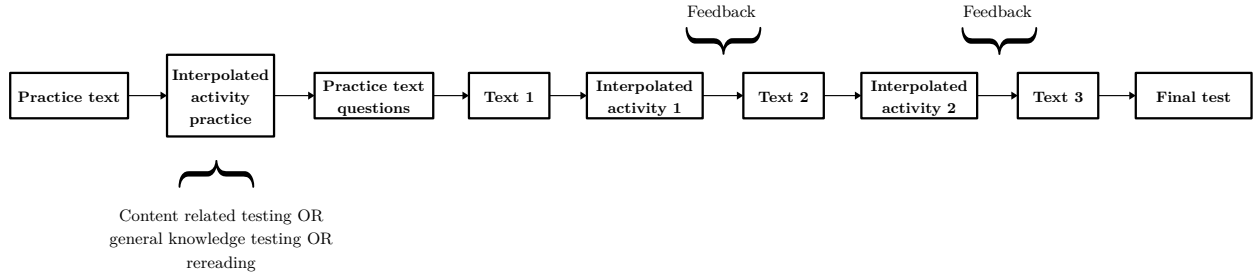 Feedback
Feedback
Practice text
Interpolated
activity
practice
Practice text
questions
Text 1
Interpolated
activity 1
Text 2
Interpolated
activity 2
Text 3
Final test
Content related testing OR
general knowledge testing OR
rereading